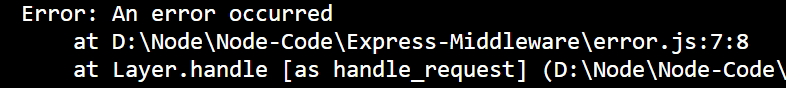 Error: An error occurred
at D:\Node\Node-Code\Express-Middleware\error.js:7:8
at Layer.handle [as handle_request] (D:\Node\Node-Code\